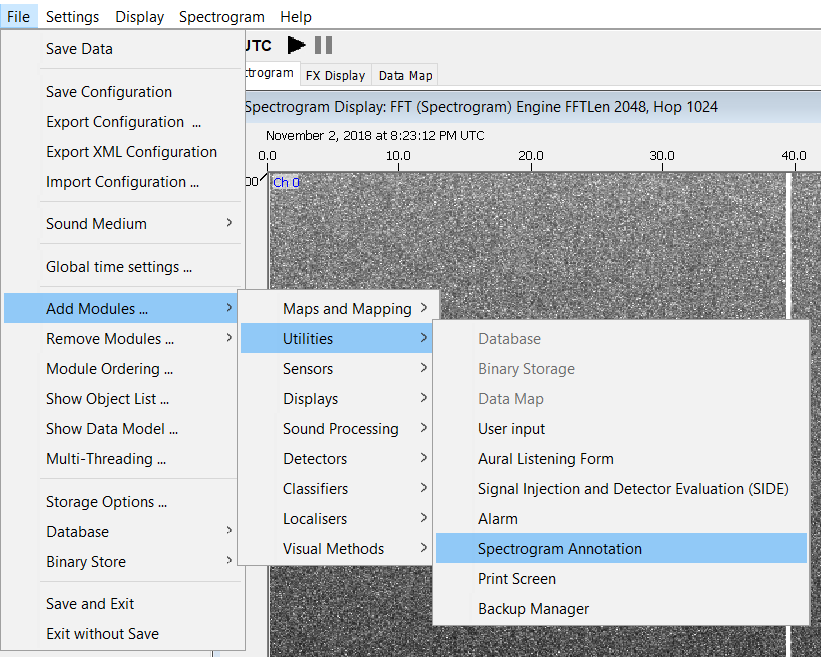 File Settings Display Spectrogram Help
Save Data
Save Configuration
Export Configuration ...
Export XML Configuration
Import Configuration ...
Sound Medium >
Global time settings ...
Add Modules ... >
Remove Modules ... >
Module Ordering ...
Show Object List ...
Show Data Model ...
Multi-Threading ...
Storage Options ...
Database >
Binary Store >
Save and Exit
Exit without Save
UTC
trogram FX Display Data Map
Spectrogram Display: FFT (Spectrogram) Engine FFTLen 2048, Hop 1024
November 2, 2018 at 8:23:12 PM UTC
0.0 10.0 20.0 30.0 40.0
00 Ch 0
Maps and Mapping >
Utilities >
Sensors >
Displays >
Sound Processing >
Detectors >
Classifiers >
Localisers >
Visual Methods >
Database
Binary Storage
Data Map
User input
Aural Listening Form
Signal Injection and Detector Evaluation (SIDE)
Alarm
Spectrogram Annotation
Print Screen
Backup Manager